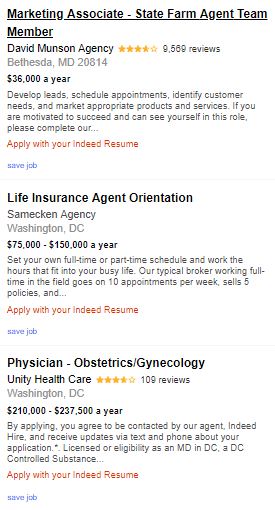 Marketing Associate - State Farm Agent Team
Member
David Munson Agency 9,569 reviews
Bethesda, MD 20814
$36,000 a year
Develop leads, schedule appointments, identify customer
needs, and market appropriate products and services. If you
are motivated to succeed and can see yourself in this role,
please complete our...
Apply with your Indeed Resume
save job
Life Insurance Agent Orientation
Samecken Agency
Washington, DC
$75,000 - $150,000 a year
Set your own full-time or part-time schedule and work the
hours that fit into your busy life. Our typical broker working full-
time in the field goes on 10 appointments per week, sells 5
policies, and...
Apply with your Indeed Resume
save job
Physician - Obstetrics/Gynecology
Unity Health Care 109 reviews
Washington, DC
$210,000 - $237,500 a year
By applying, you agree to be contacted by our agent, Indeed
Hire, and receive updates via text and phone about your
application.*. Licensed or eligibility as an MD in DC, a DC
Controlled Substance...
Apply with your Indeed Resume
save job